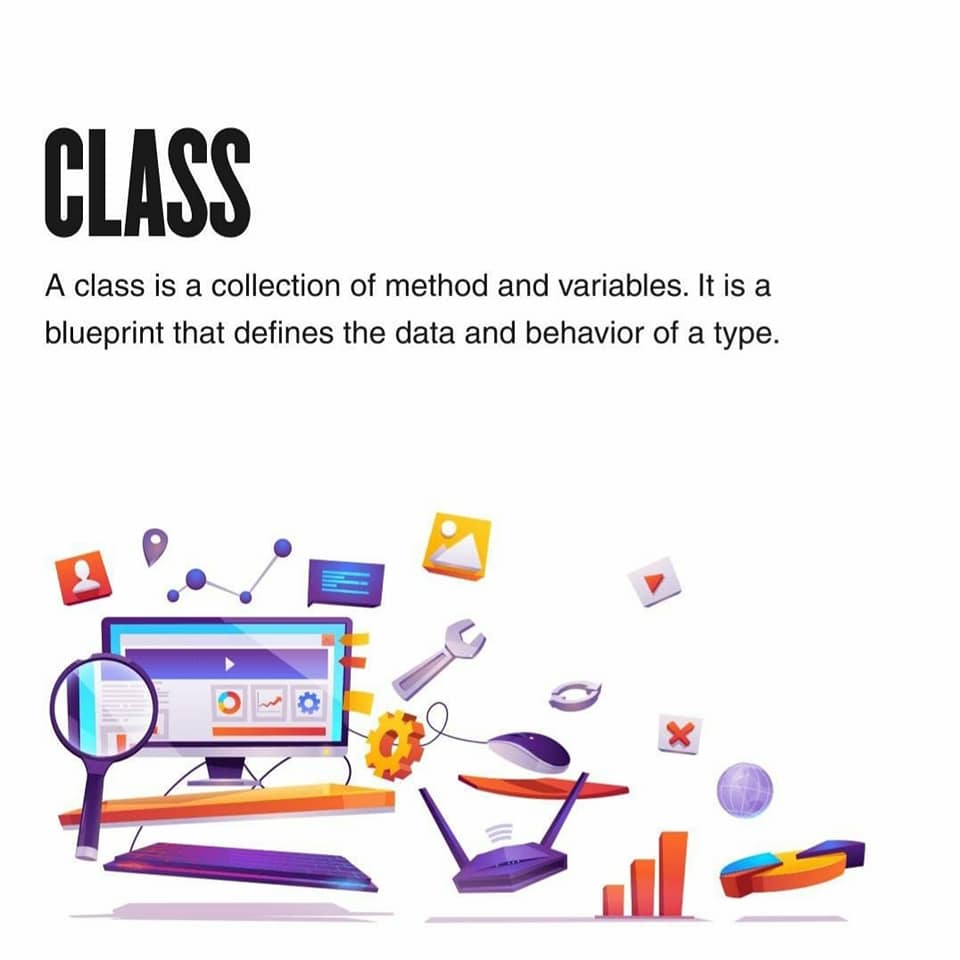 CLASS
A class is a collection of method and variables. It is a
blueprint that defines the data and behavior of a type.